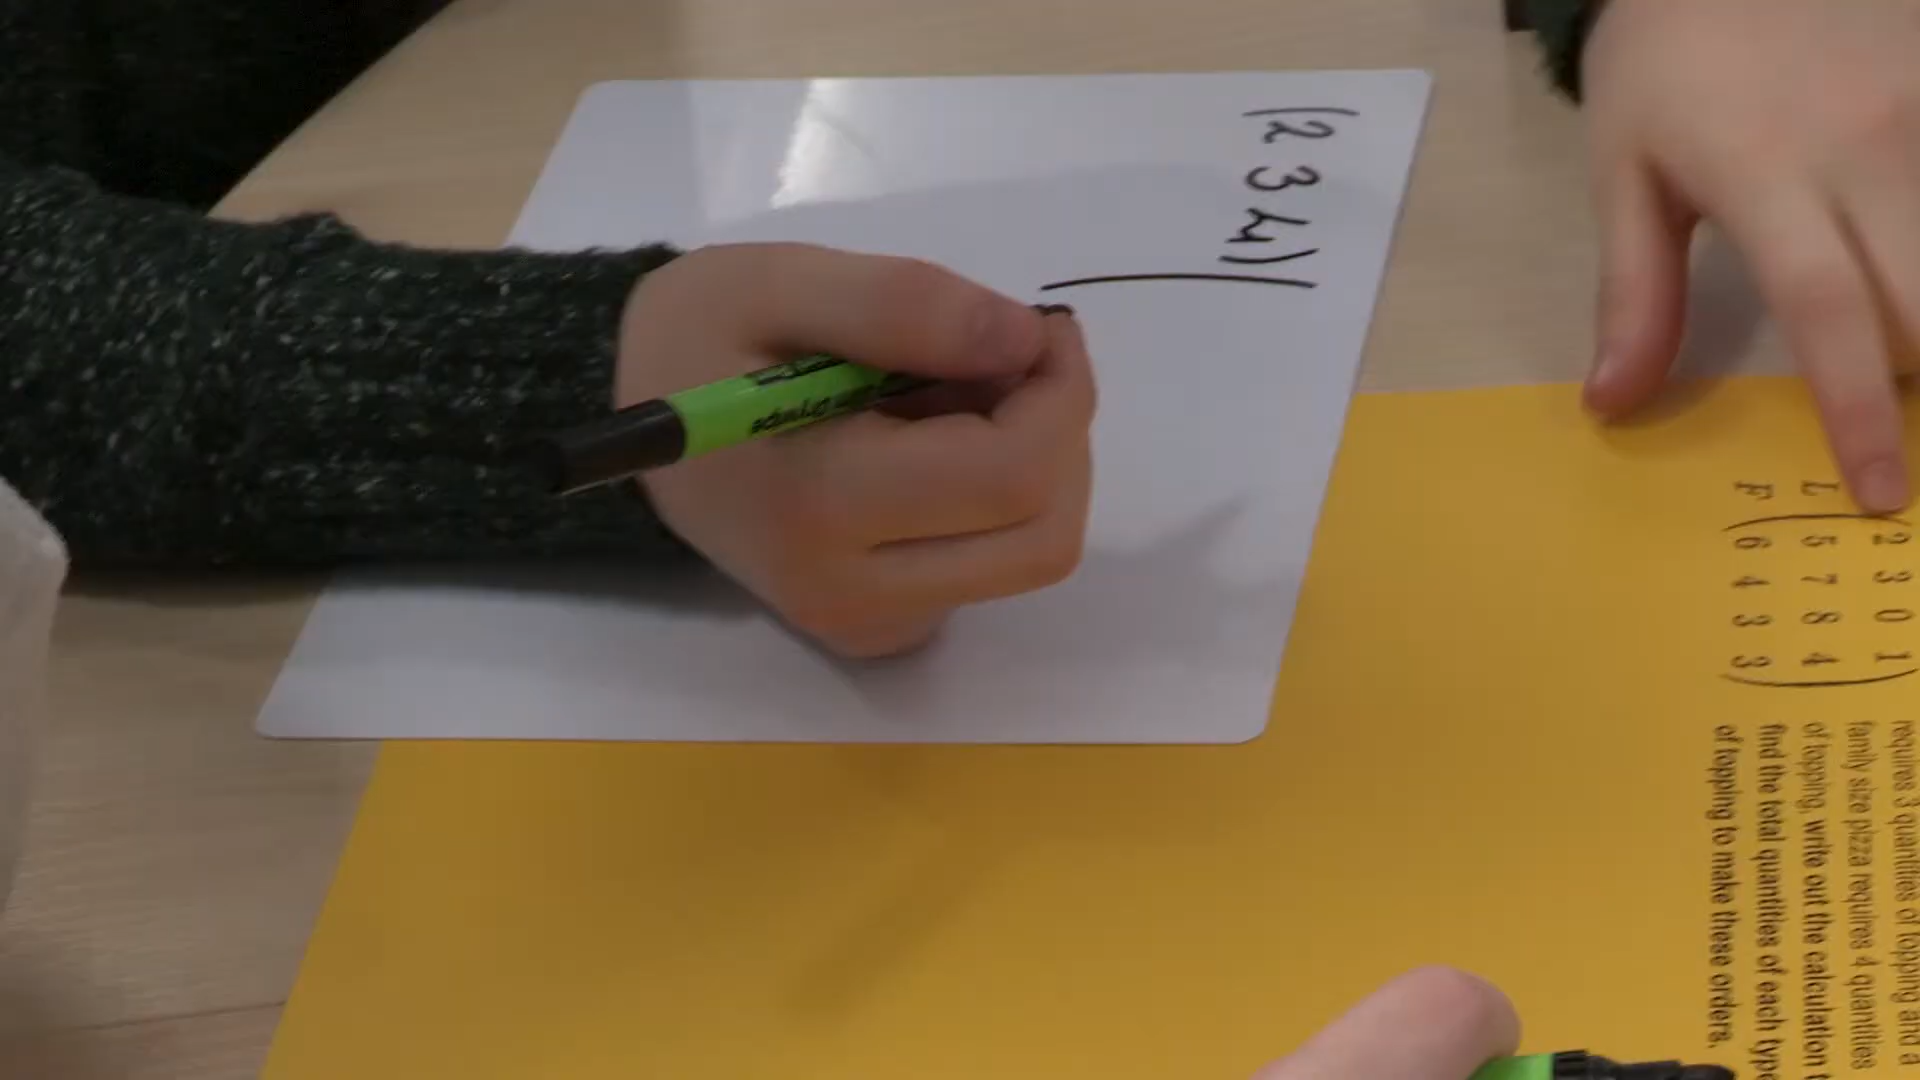 (2 3 4)
2 3 0 1
L 5 7 8 4
F 6 4 3 3
requires 3 quantities of topping and a
family size pizza requires 4 quantities
of topping, write out the calculation
find the total quantities of each type
of topping to make these orders.